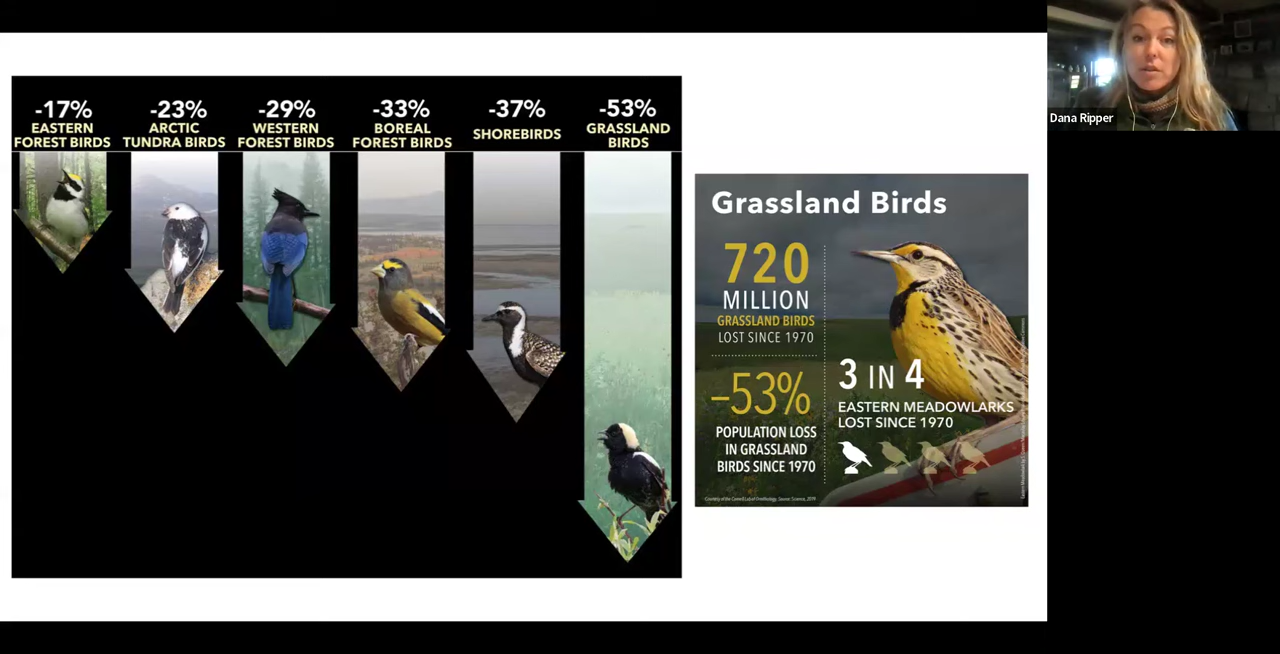 -17%
EASTERN
FOREST BIRDS
-23%
ARCTIC
TUNDRA BIRDS
-29%
WESTERN
FOREST BIRDS
-33%
BOREAL
FOREST BIRDS
-37%
SHOREBIRDS
-53%
GRASSLAND
BIRDS
Grassland Birds
720
MILLION
GRASSLAND BIRDS
LOST SINCE 1970
-53%
POPULATION LOSS
IN GRASSLAND
BIRDS SINCE 1970
3 IN 4
EASTERN MEADOWLARKS
LOST SINCE 1970
Courtesy of the Cornell Lab of Ornithology. Source: Science, 2019
Dana Ripper